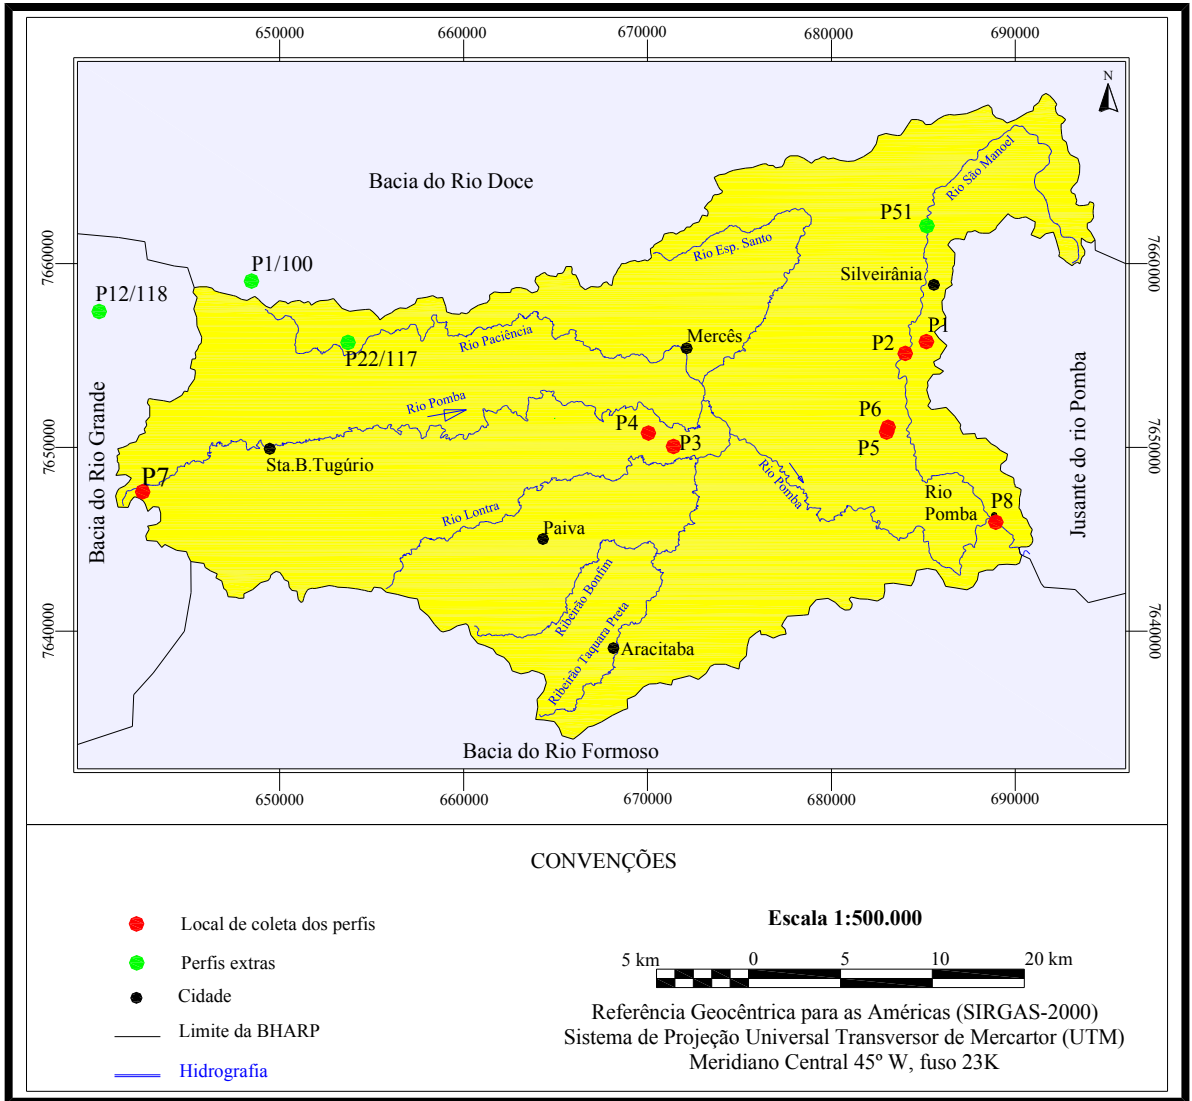 650000
660000
670000
680000
690000
N
Bacia do Rio Doce
Rio São Manoel
P51
Rio Esp. Santo
7660000
7660000
P1/100
Silveirânia
P12/118
P1
Mercês
P2
Rio Paciência
P22/117
Bacia do Rio Grande
Jusante do rio Pomba
Rio Pomba
P6
P4
P3
P5
7650000
7650000
Sta.B.Tugúrio
P7
Rio Pomba
Rio
Pomba
P8
Rio Lontra
Paiva
Ribeirão Bonfim
Ribeirão Taquara Preta
7640000
7640000
Aracitaba
Bacia do Rio Formoso
650000
660000
670000
680000
690000
CONVENÇÕES
Local de coleta dos perfis
Perfis extras
Cidade
Limite da BHARP
Hidrografia
Escala 1:500.000
5 km 0 5 10 20 km
Referência Geocêntrica para as Américas (SIRGAS-2000)
Sistema de Projeção Universal Transversor de Mercartor (UTM)
Meridiano Central 45º W, fuso 23K